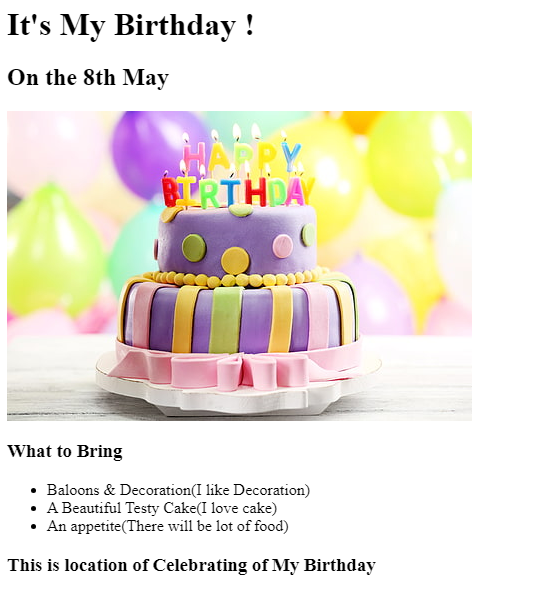 It's My Birthday !
On the 8th May
HAPPY
BIRTHDAY
What to Bring
Baloons & Decoration(I like Decoration)
A Beautiful Testy Cake(I love cake)
An appetite(There will be lot of food)
This is location of Celebrating of My Birthday